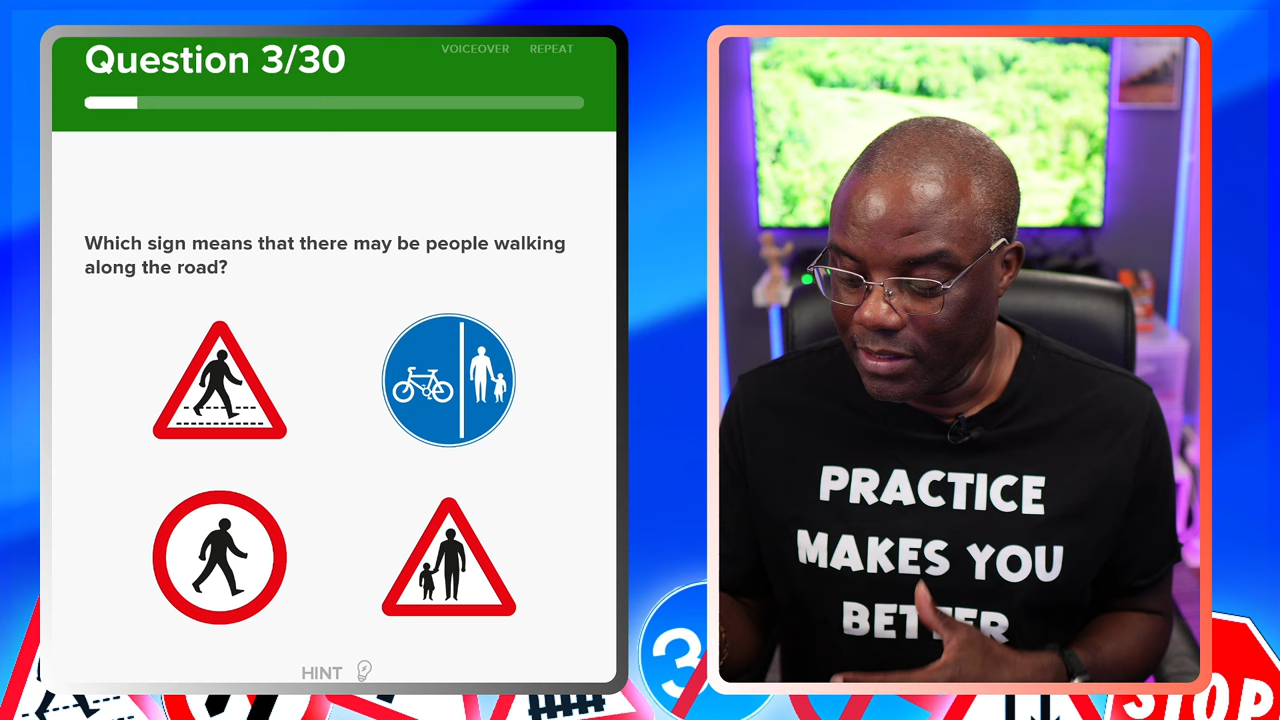 Question 3/30
VOICEOVER REPEAT
Which sign means that there may be people walking
along the road?
HINT
PRACTICE
MAKES YOU
BETTER
3
STOP